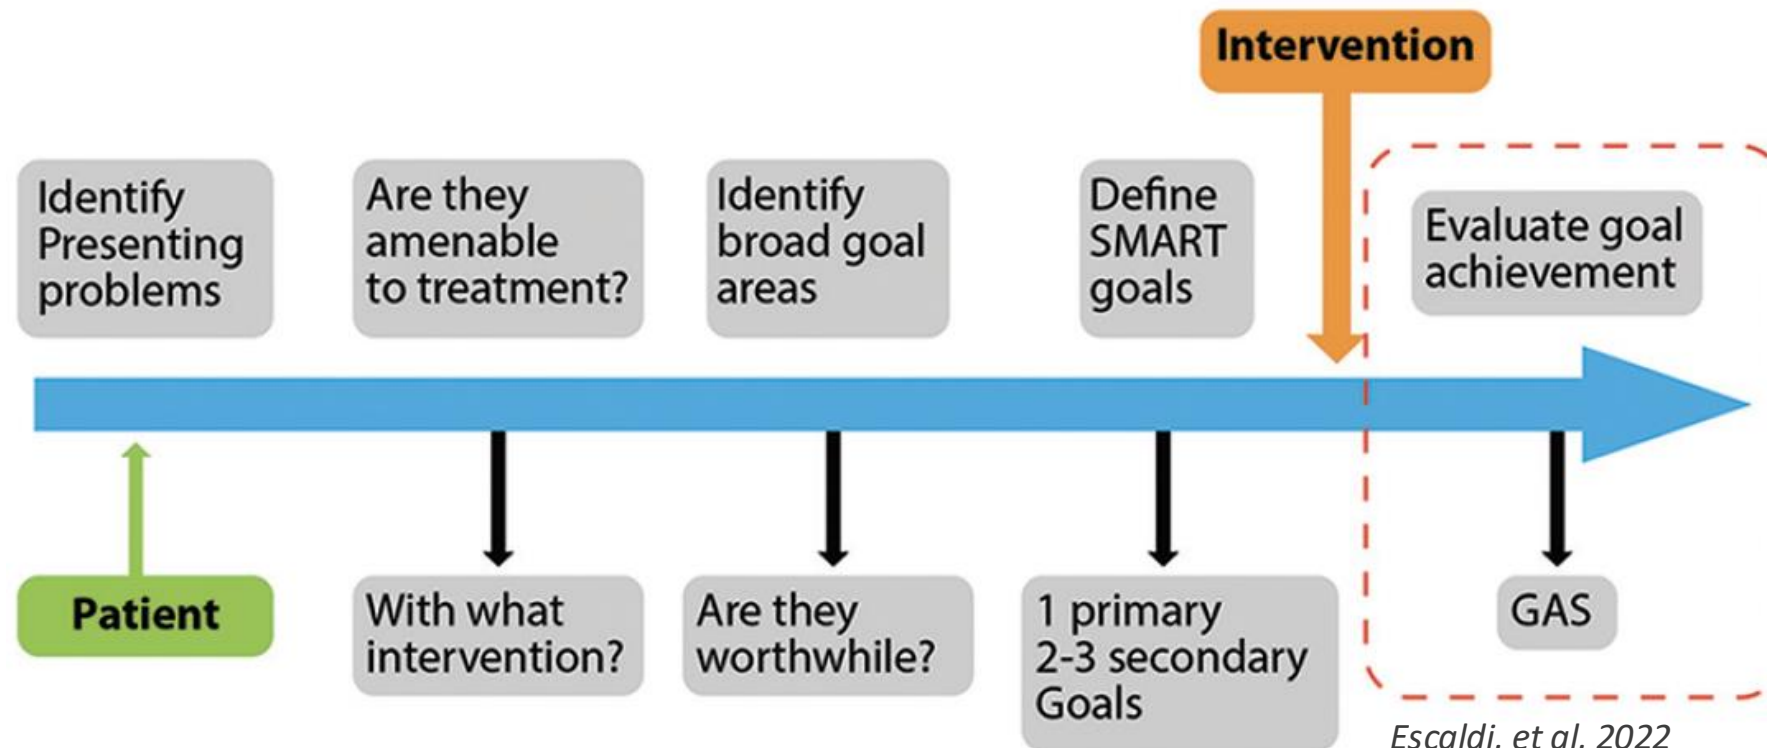 Intervention
Identify
Presenting
problems
Are they
amenable
to treatment?
Identify
broad goal
areas
Define
SMART
goals
Evaluate goal
achievement
Patient
With what
intervention?
Are they
worthwhile?
1 primary
2-3 secondary
Goals
GAS
Escaldi, et al. 2022